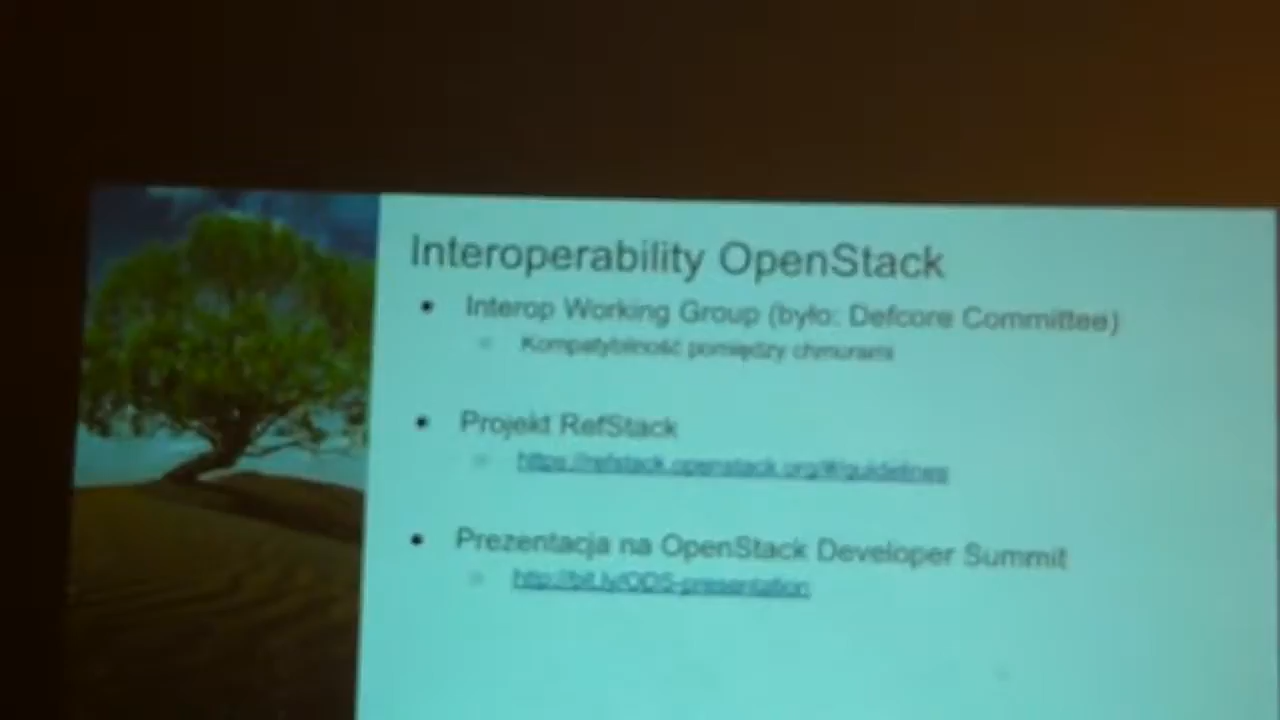 Interoperability OpenStack
Interop Working Group (było: Defcore Committee)
Kompatybilność pomiędzy chmurami
Projekt RefStack
https://refstack.openstack.org/#/guidelines
Prezentacja na OpenStack Developer Summit
http://bit.ly/ODS-presentation